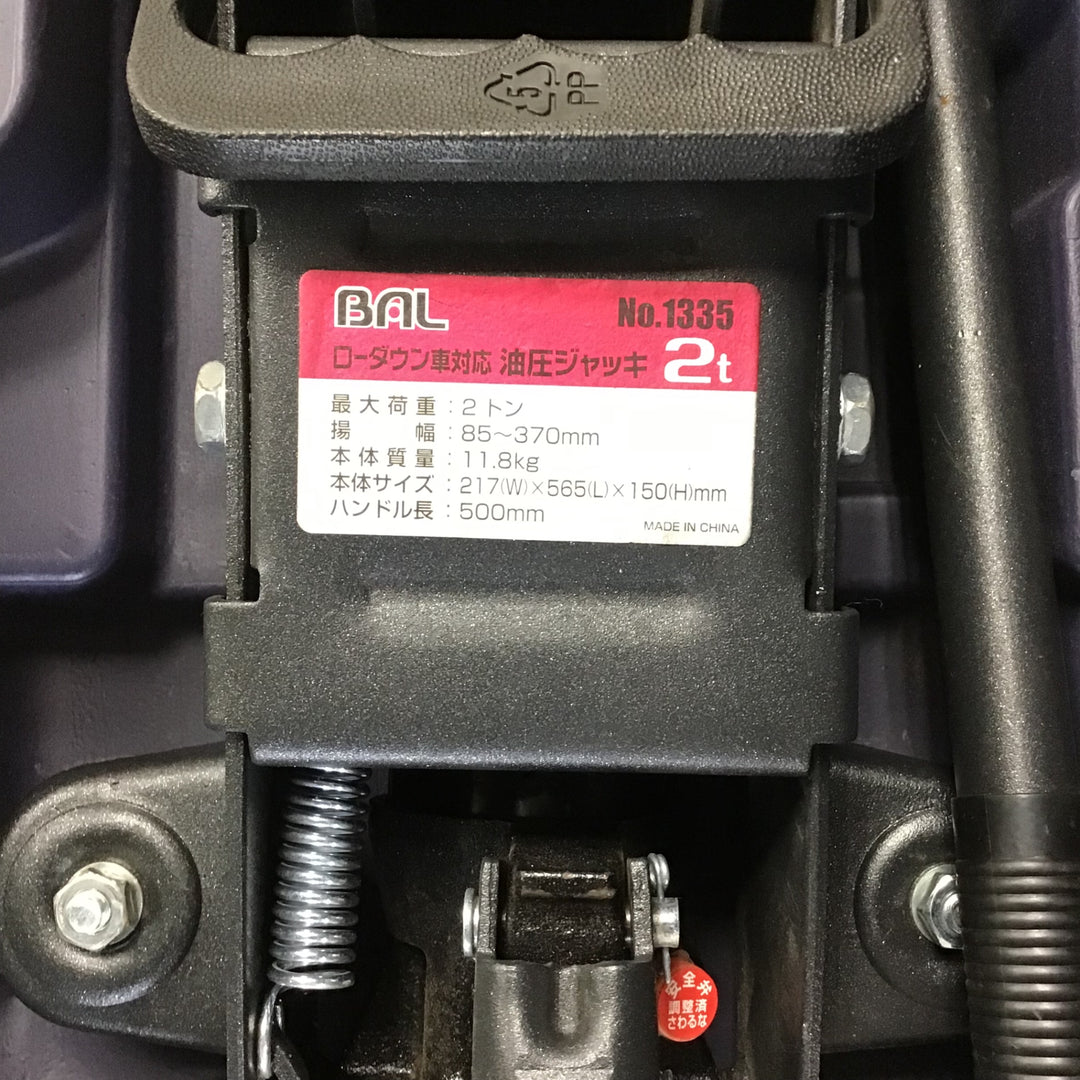 5 PP
BAL No.1335
ローダウン車対応 油圧ジャッキ 2t
最大荷重：2トン
揚幅：85～370mm
本体質量：11.8kg
本体サイズ：217(W)×565(L)×150(H)mm
ハンドル長：500mm
MADE IN CHINA
安全弁
調整済
さわるな